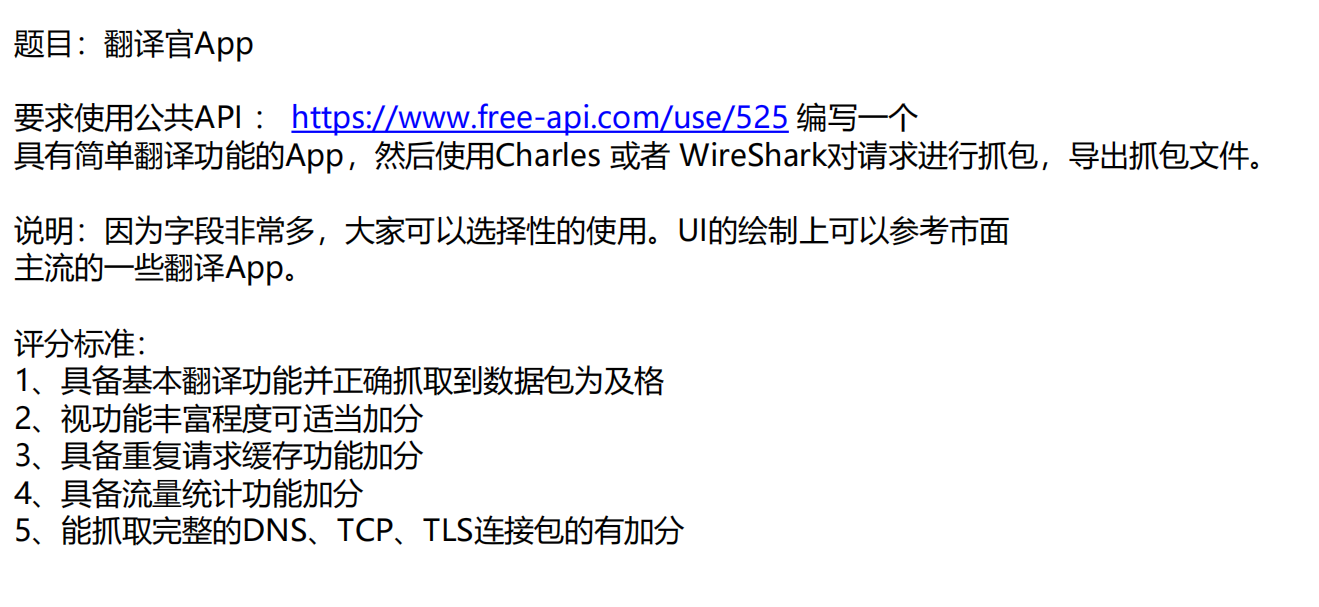 题目：翻译官App
要求使用公共API ： https://www.free-api.com/use/525 编写一个
具有简单翻译功能的App，然后使用Charles 或者 WireShark对请求进行抓包，导出抓包文件。
说明：因为字段非常多，大家可以选择性的使用。UI的绘制上可以参考市面
主流的一些翻译App。
评分标准：
1、具备基本翻译功能并正确抓取到数据包为及格
2、视功能丰富程度可适当加分
3、具备重复请求缓存功能加分
4、具备流量统计功能加分
5、能抓取完整的DNS、TCP、TLS连接包的有加分